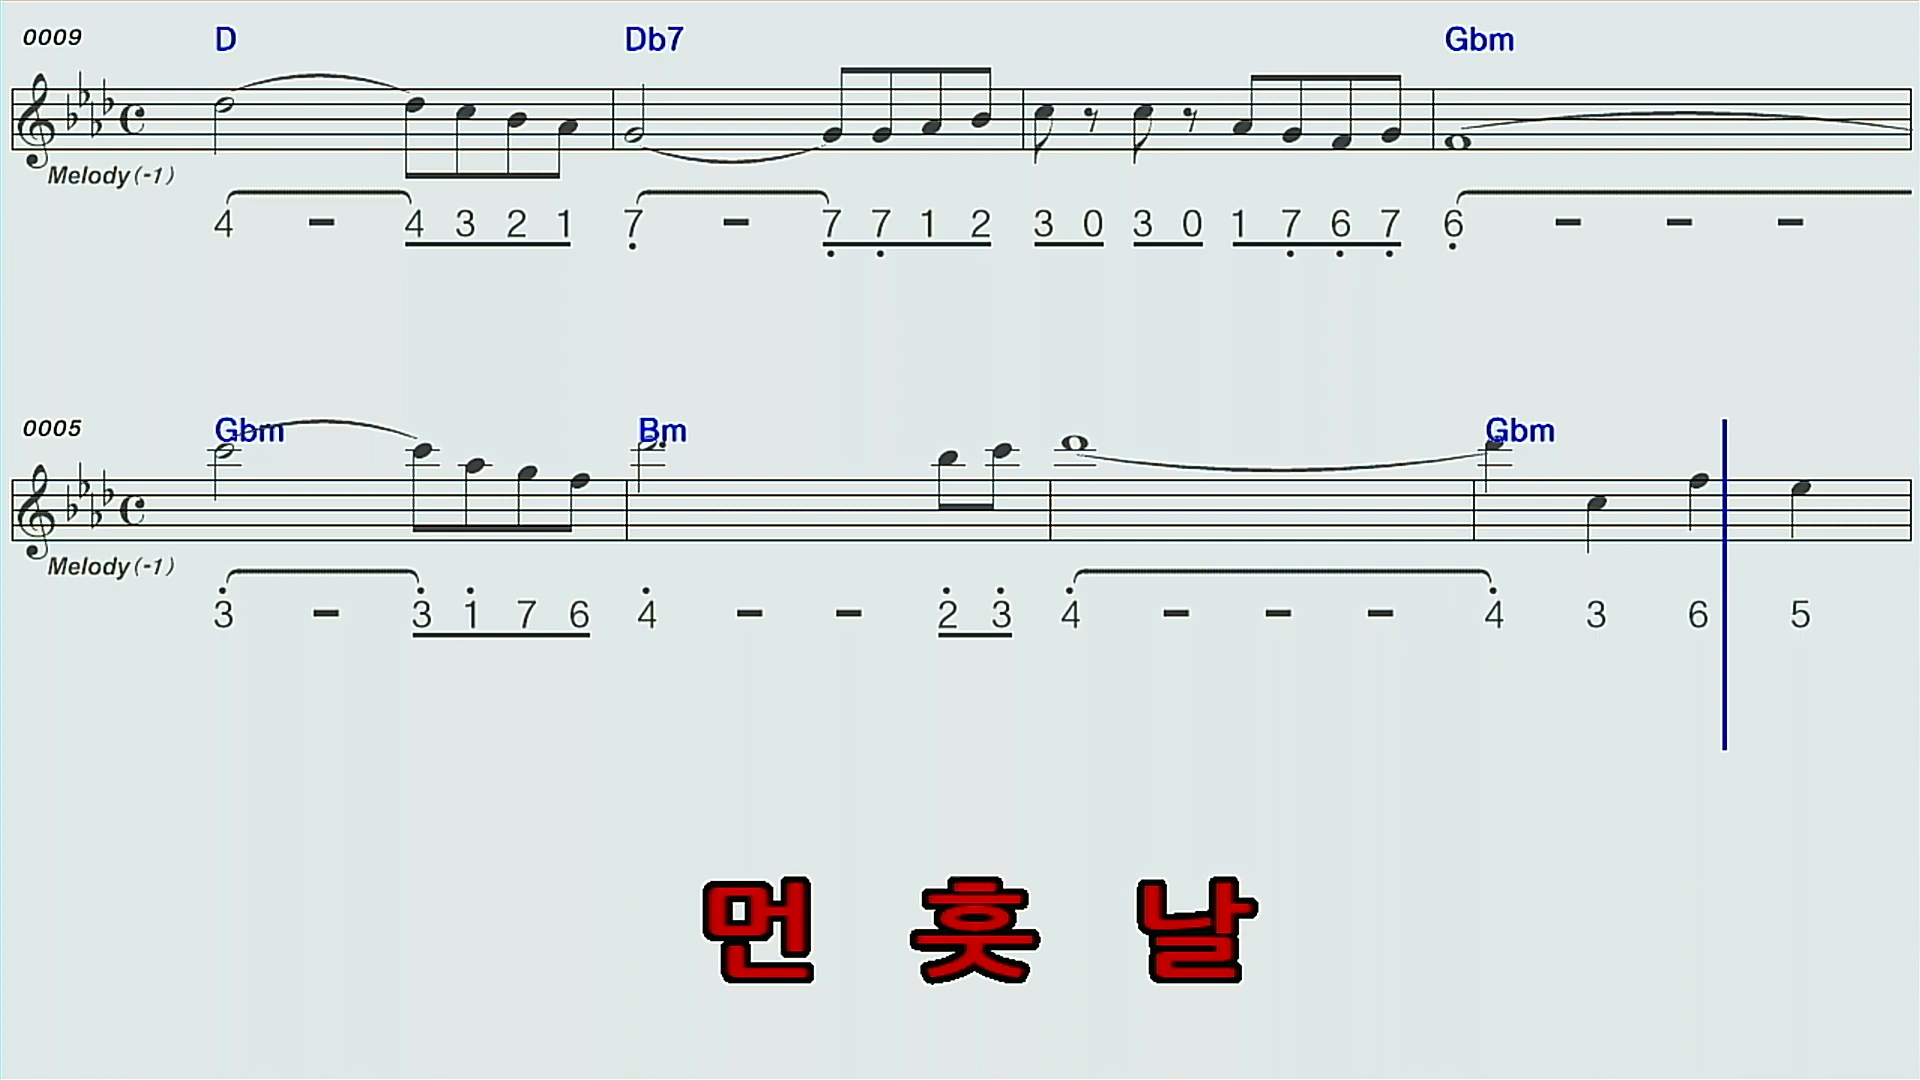 0009 D Db7 Gbm
Melody(-1)
4 - 4 3 2 1 7 - 7 7 1 2 3 0 3 0 1 7 6 7 6 - - -
0005 Gbm Bm Gbm
Melody(-1)
3 - 3 1 7 6 4 - - 2 3 4 - - - 4 3 6 5
먼 훗 날